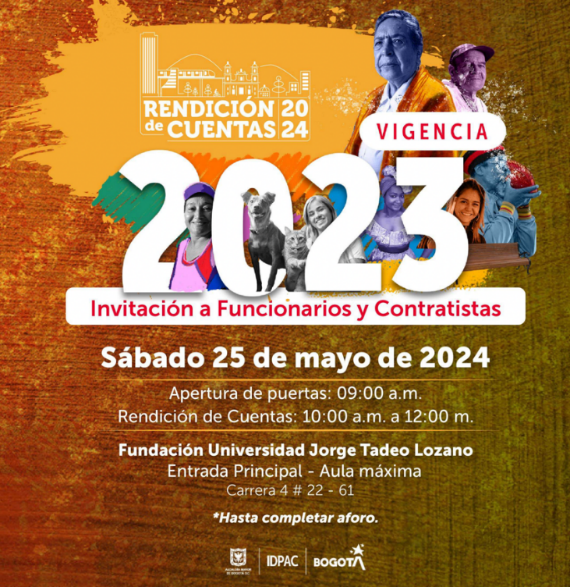 RENDICIÓN 20
de CUENTAS 24
VIGENCIA
2023
Invitación a Funcionarios y Contratistas
Sábado 25 de mayo de 2024
Apertura de puertas: 09:00 a.m.
Rendición de Cuentas: 10:00 a.m. a 12:00 m.
Fundación Universidad Jorge Tadeo Lozano
Entrada Principal - Aula máxima
Carrera 4 # 22 - 61
*Hasta completar aforo.
IDPAC
BOGOTÁ